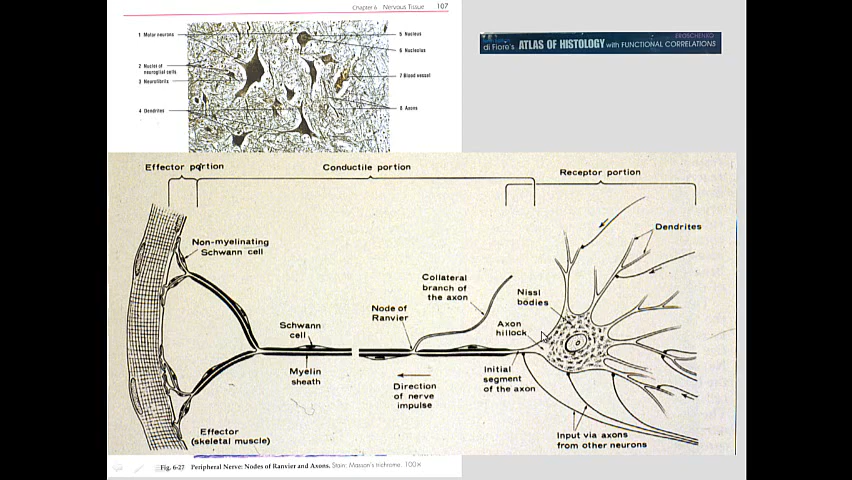 Chapter 6 Nervous Tissue 107
1 Motor neurons
2 Nuclei of
neuroglial cells
3 Neurofibrils
4 Dendrites
5 Nucleus
6 Nucleolus
7 Blood vessel
8 Axons
EROSCHENKO
di Fiore's ATLAS OF HISTOLOGY with FUNCTIONAL CORRELATIONS
Effector portion
Conductile portion
Receptor portion
Non-myelinating
Schwann cell
Dendrites
Collateral
branch of
the axon
Nissl
bodies
Node of
Ranvier
Axon
hillock
Schwann
cell
Myelin
sheath
Initial
segment
of the axon
Direction
of nerve
impulse
Effector
(skeletal muscle)
Input via axons
from other neurons
Fig. 6-27 Peripheral Nerve: Nodes of Ranvier and Axons. Stain: Masson's trichrome. 100×